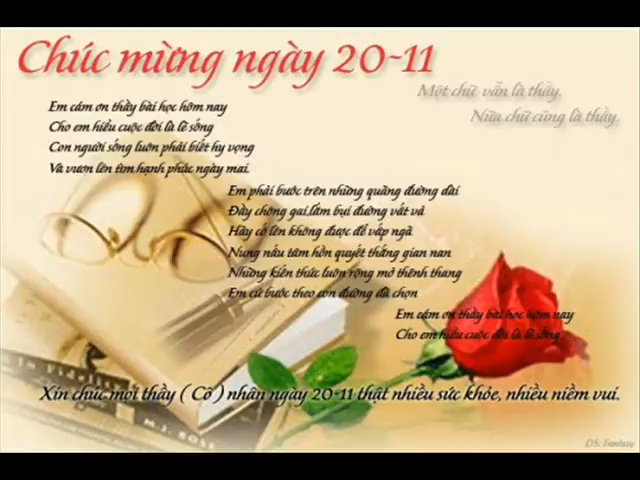 Chúc mừng ngày 20-11
Một chữ vẫn là thầy.
Nửa chữ cũng là thầy.
Em cám ơn thầy bài học hôm nay
Cho em hiểu cuộc đời là lẽ sống
Con người sống luôn phải biết hy vọng
Và vươn lên tìm hạnh phúc ngày mai.
Em phải bước trên những quãng đường dài
Đầy chông gai,lấm bụi đường vất vả
Hãy cố lên không được để vấp ngã
Nung nấu tâm hồn quyết thắng gian nan
Những kiến thức luôn rộng mở thênh thang
Em cứ bước theo con đường đã chọn
Em cám ơn thầy bài học hôm nay
Cho em hiểu cuộc đời là lẽ sống
Xin chúc mọi thầy ( Cô ) nhân ngày 20-11 thật nhiều sức khỏe, nhiều niềm vui.
M.J. ROSE
DS: Fantasy